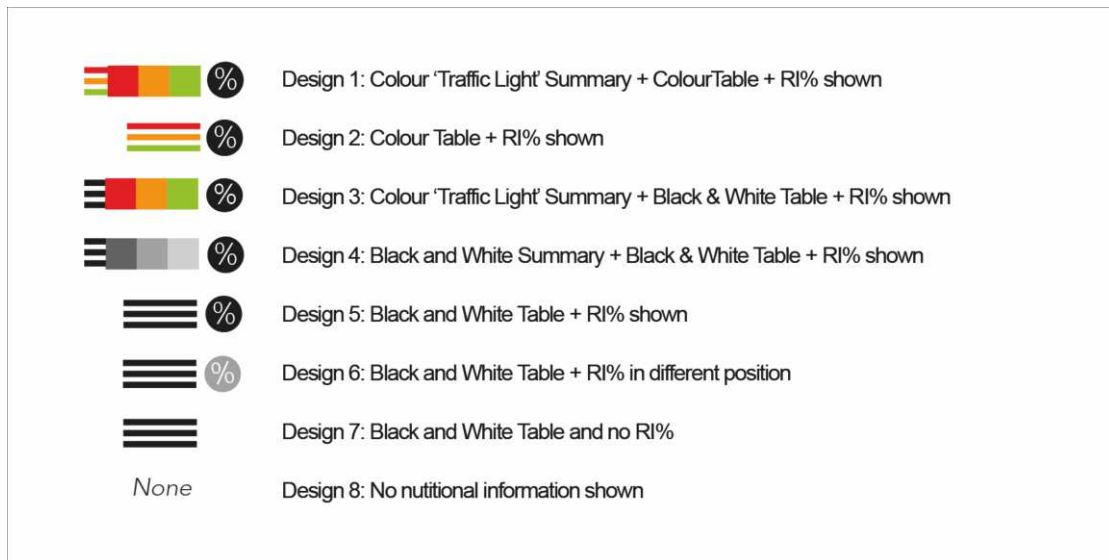 % Design 1: Colour ‘Traffic Light’ Summary + ColourTable + RI% shown
% Design 2: Colour Table + RI% shown
% Design 3: Colour ‘Traffic Light’ Summary + Black & White Table + RI% shown
% Design 4: Black and White Summary + Black & White Table + RI% shown
% Design 5: Black and White Table + RI% shown
% Design 6: Black and White Table + RI% in different position
Design 7: Black and White Table and no RI%
None Design 8: No nutitional information shown